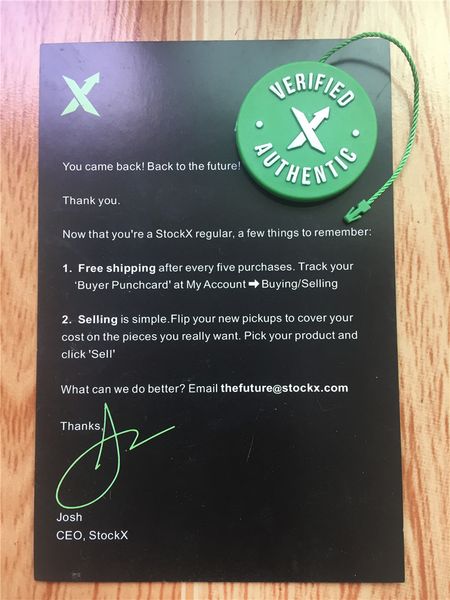 VERIFIED
X
AUTHENTIC
X
You came back! Back to the future!
Thank you.
Now that you're a StockX regular, a few things to remember:
1. Free shipping after every five purchases. Track your
'Buyer Punchcard' at My Account ➡ Buying/Selling
2. Selling is simple.Flip your new pickups to cover your
cost on the pieces you really want. Pick your product and
click 'Sell'
What can we do better? Email thefuture@stockx.com
Thanks,
Josh
CEO, StockX